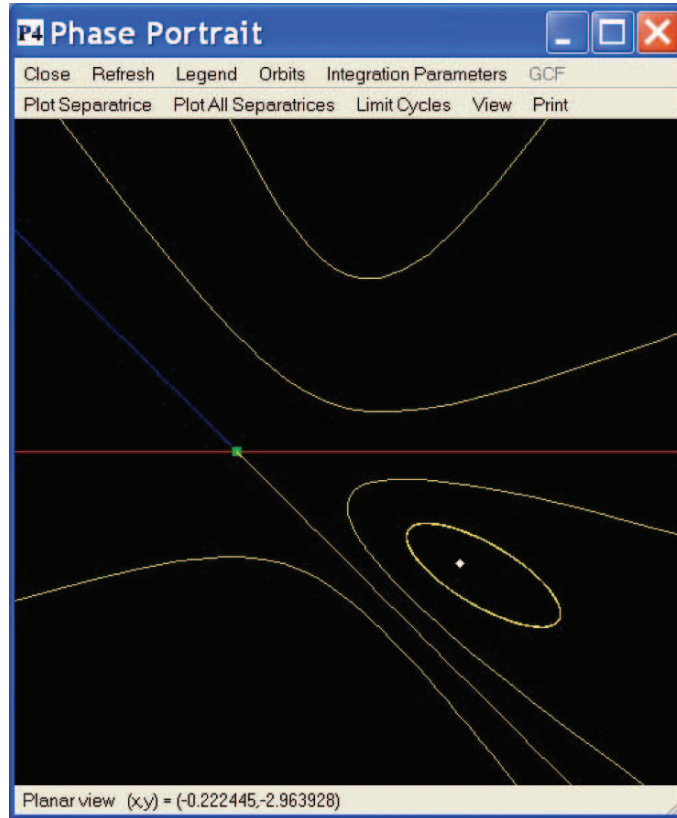 P4 Phase Portrait
Close Refresh Legend Orbits Integration Parameters GCF
Plot Separatrice Plot All Separatrices Limit Cycles View Print
Planar view (x,y) = (-0.222445,-2.963928)